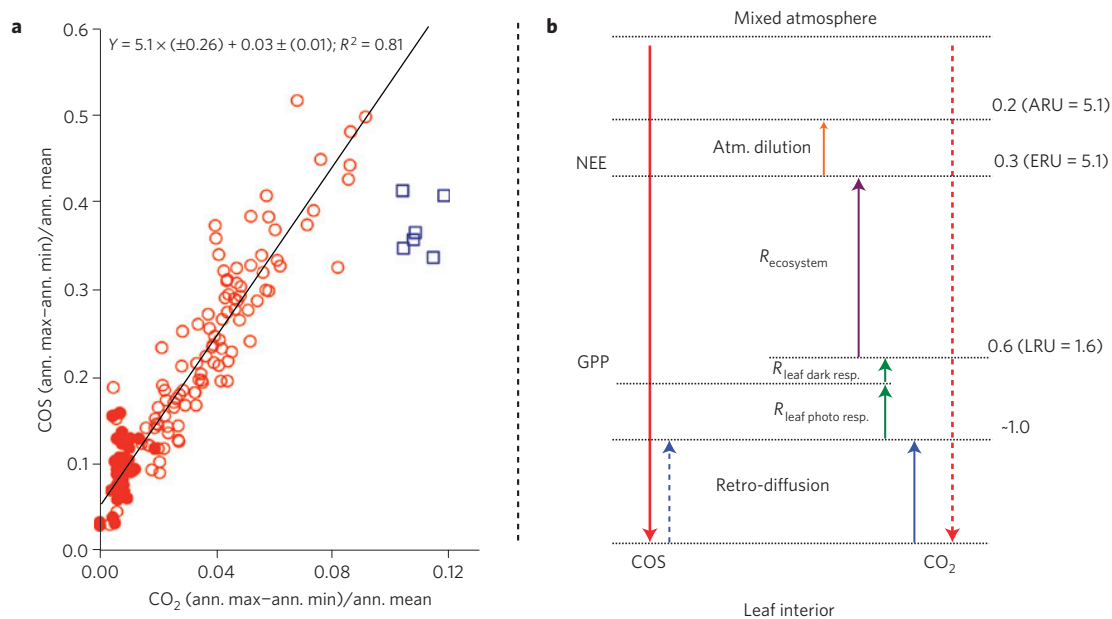 a
Y = 5.1 × (±0.26) + 0.03 ± (0.01); R² = 0.81
0.6
0.5
0.4
0.3
0.2
0.1
0.0
COS (ann. max–ann. min)/ann. mean
0.00
0.04
0.08
0.12
CO₂ (ann. max–ann. min)/ann. mean
b
Mixed atmosphere
0.2 (ARU = 5.1)
Atm. dilution
NEE
0.3 (ERU = 5.1)
R ecosystem
0.6 (LRU = 1.6)
GPP
R leaf dark resp.
R leaf photo resp.
~1.0
Retro-diffusion
COS
CO₂
Leaf interior